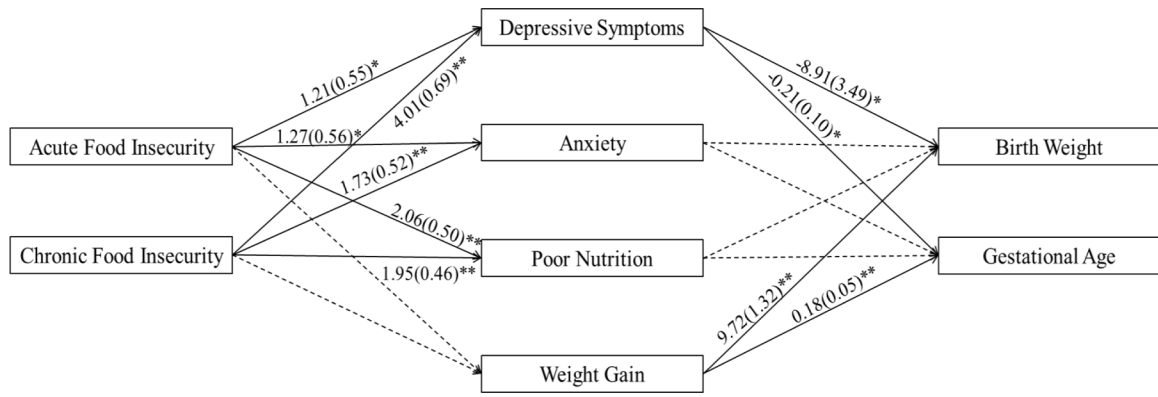 Depressive Symptoms
1.21(0.55)*
4.01(0.69)**
-8.91(3.49)*
-0.21(0.10)*
Acute Food Insecurity
1.27(0.56)*
Anxiety
Birth Weight
1.73(0.52)**
2.06(0.50)**
Chronic Food Insecurity
1.95(0.46)**
Poor Nutrition
Gestational Age
9.72(1.32)**
0.18(0.05)**
Weight Gain